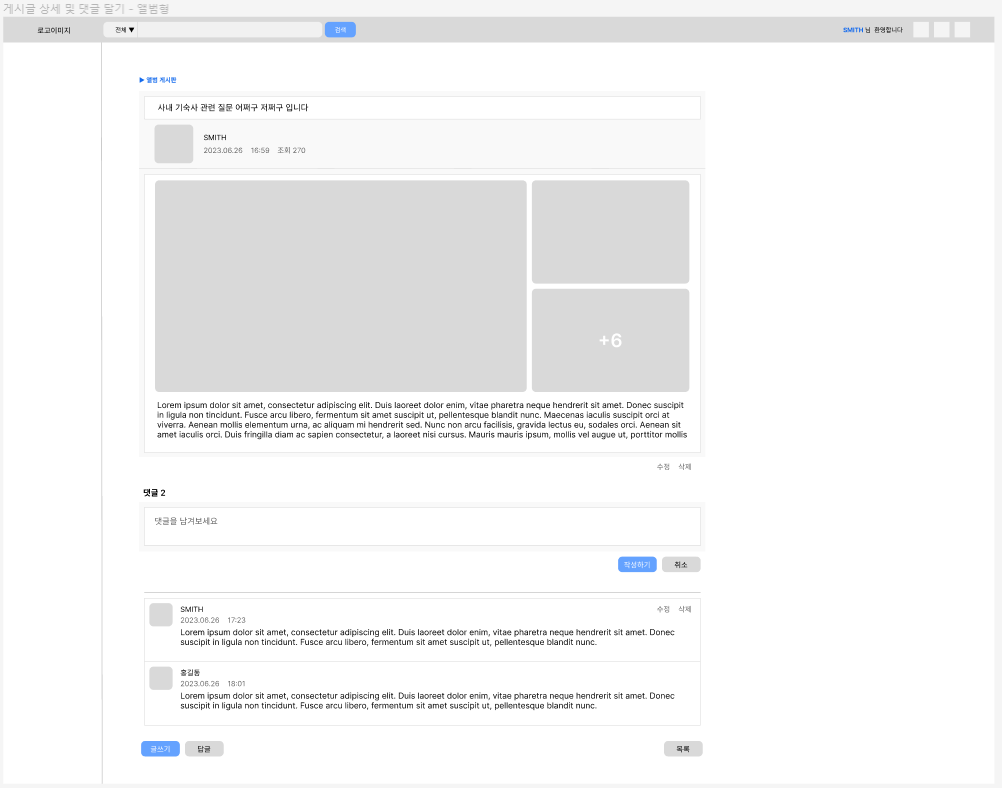 게시글 상세 및 댓글 달기 - 앨범형
로고이미지 전체 ▼ 검색 SMITH 님 환영합니다
▶ 앨범 게시판
사내 기숙사 관련 질문 어쩌구 저쩌구 입니다
SMITH
2023.06.26 16:59 조회 270
+6
Lorem ipsum dolor sit amet, consectetur adipiscing elit. Duis laoreet dolor enim, vitae pharetra neque hendrerit sit amet. Donec suscipit
in ligula non tincidunt. Fusce arcu libero, fermentum sit amet suscipit ut, pellentesque blandit nunc. Maecenas iaculis suscipit orci at
viverra. Aenean mollis elementum urna, ac aliquam mi hendrerit sed. Nunc non arcu facilisis, gravida lectus eu, sodales orci. Aenean sit
amet iaculis orci. Duis fringilla diam ac sapien consectetur, a laoreet nisi cursus. Mauris mauris ipsum, mollis vel augue ut, porttitor mollis
수정 삭제
댓글 2
댓글을 남겨보세요
작성하기 취소
SMITH 수정 삭제
2023.06.26 17:23
Lorem ipsum dolor sit amet, consectetur adipiscing elit. Duis laoreet dolor enim, vitae pharetra neque hendrerit sit amet. Donec
suscipit in ligula non tincidunt. Fusce arcu libero, fermentum sit amet suscipit ut, pellentesque blandit nunc.
홍길동
2023.06.26 18:01
Lorem ipsum dolor sit amet, consectetur adipiscing elit. Duis laoreet dolor enim, vitae pharetra neque hendrerit sit amet. Donec
suscipit in ligula non tincidunt. Fusce arcu libero, fermentum sit amet suscipit ut, pellentesque blandit nunc.
글쓰기 답글 목록